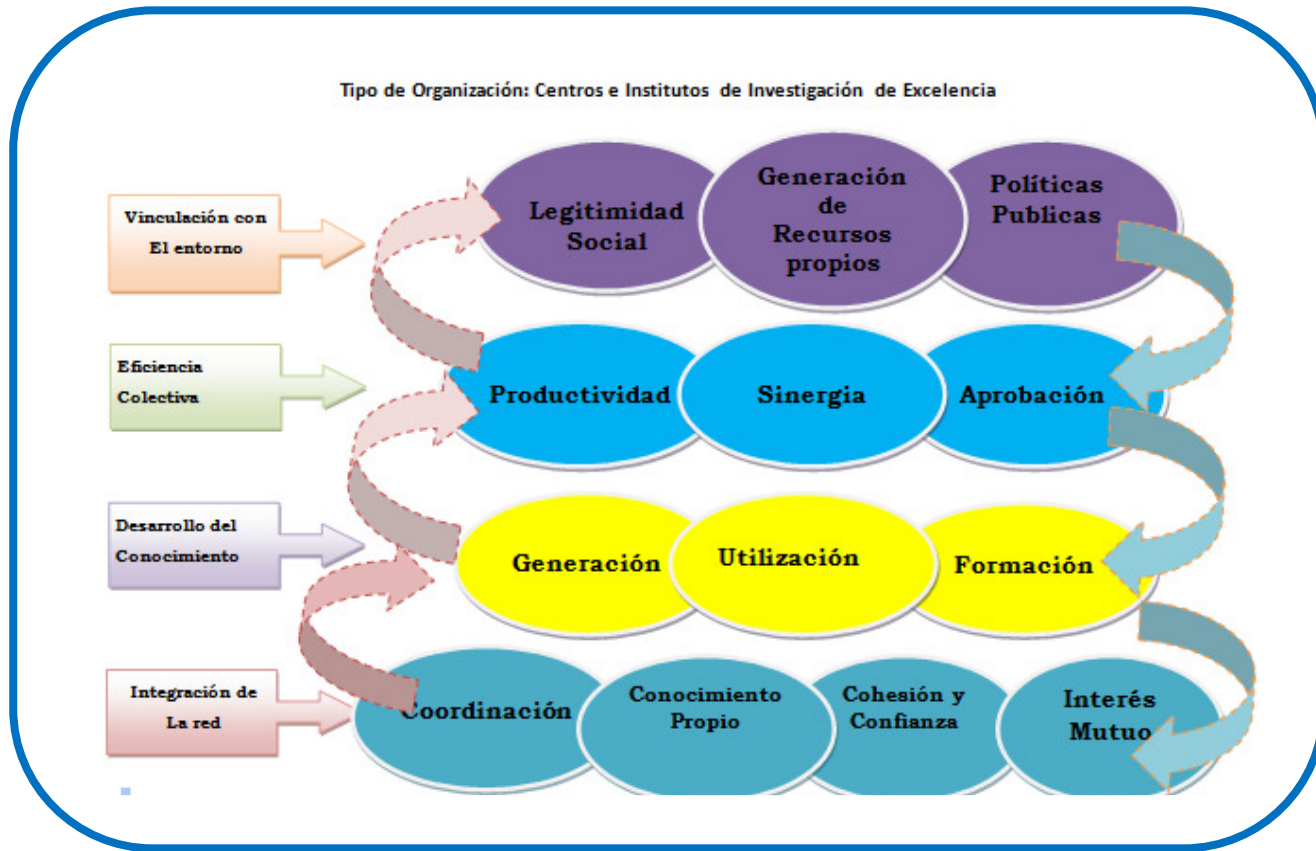 Tipo de Organización: Centros e Institutos de Investigación de Excelencia
Vinculación con
El entorno
Legitimidad
Social
Generación
de
Recursos
propios
Políticas
Publicas
Eficiencia
Colectiva
Productividad
Sinergia
Aprobación
Desarrollo del
Conocimiento
Generación
Utilización
Formación
Integración de
La red
Coordinación
Conocimiento
Propio
Cohesión y
Confianza
Interés
Mutuo